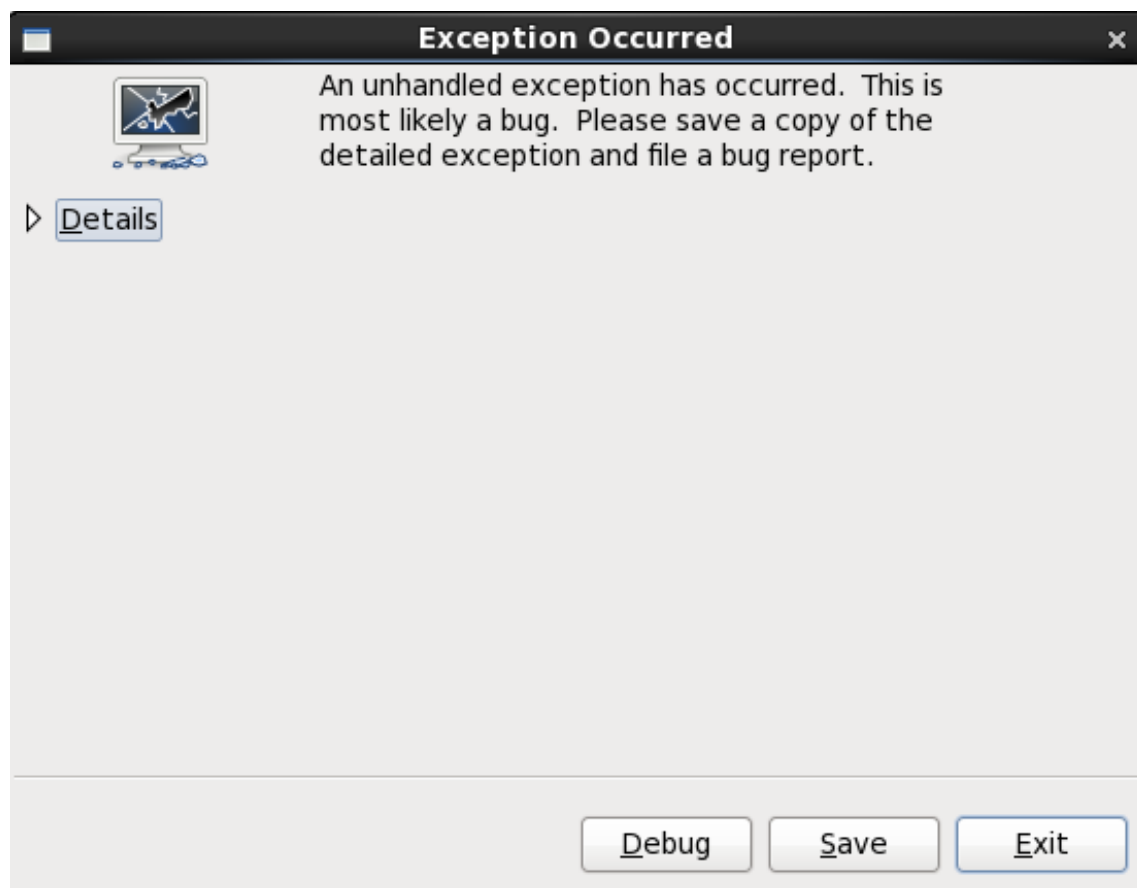 Exception Occurred
An unhandled exception has occurred.  This is
most likely a bug.  Please save a copy of the
detailed exception and file a bug report.
Details
Debug
Save
Exit